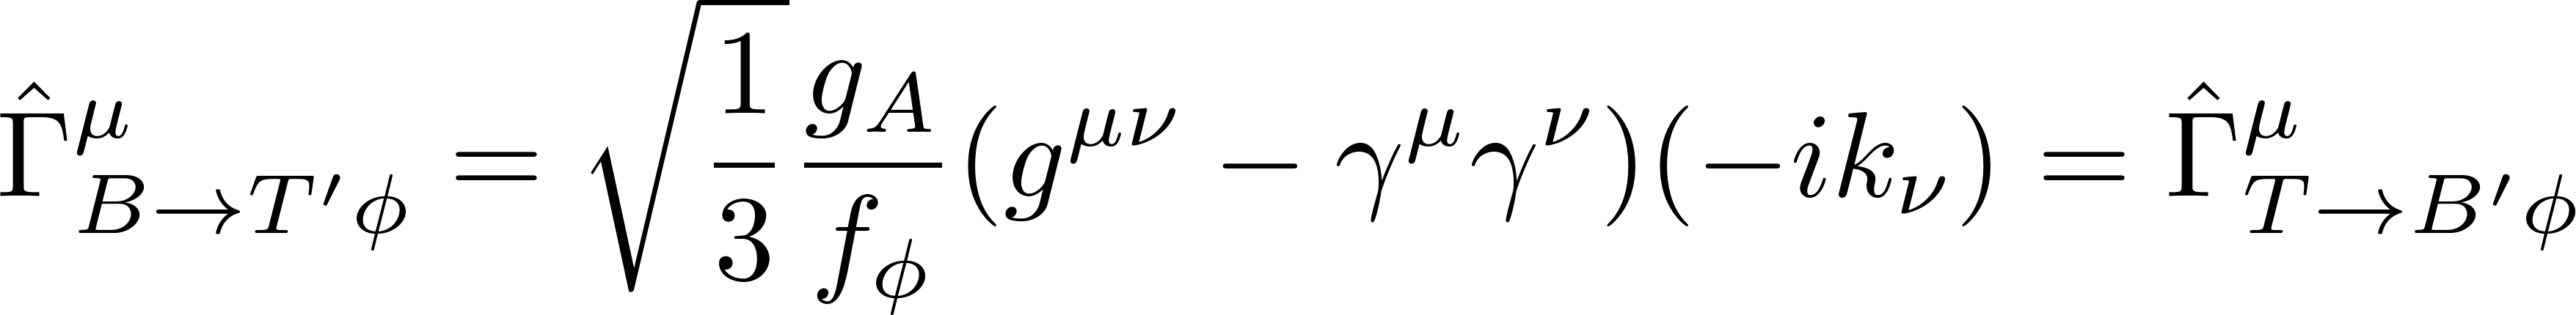 $\hat{\Gamma}^{\mu}_{B \to T' \phi} = \sqrt{\frac{1}{3}} \frac{g_A}{f_\phi} (g^{\mu\nu} - \gamma^\mu \gamma^\nu)(-ik_\nu) = \hat{\Gamma}^{\mu}_{T \to B' \phi}$